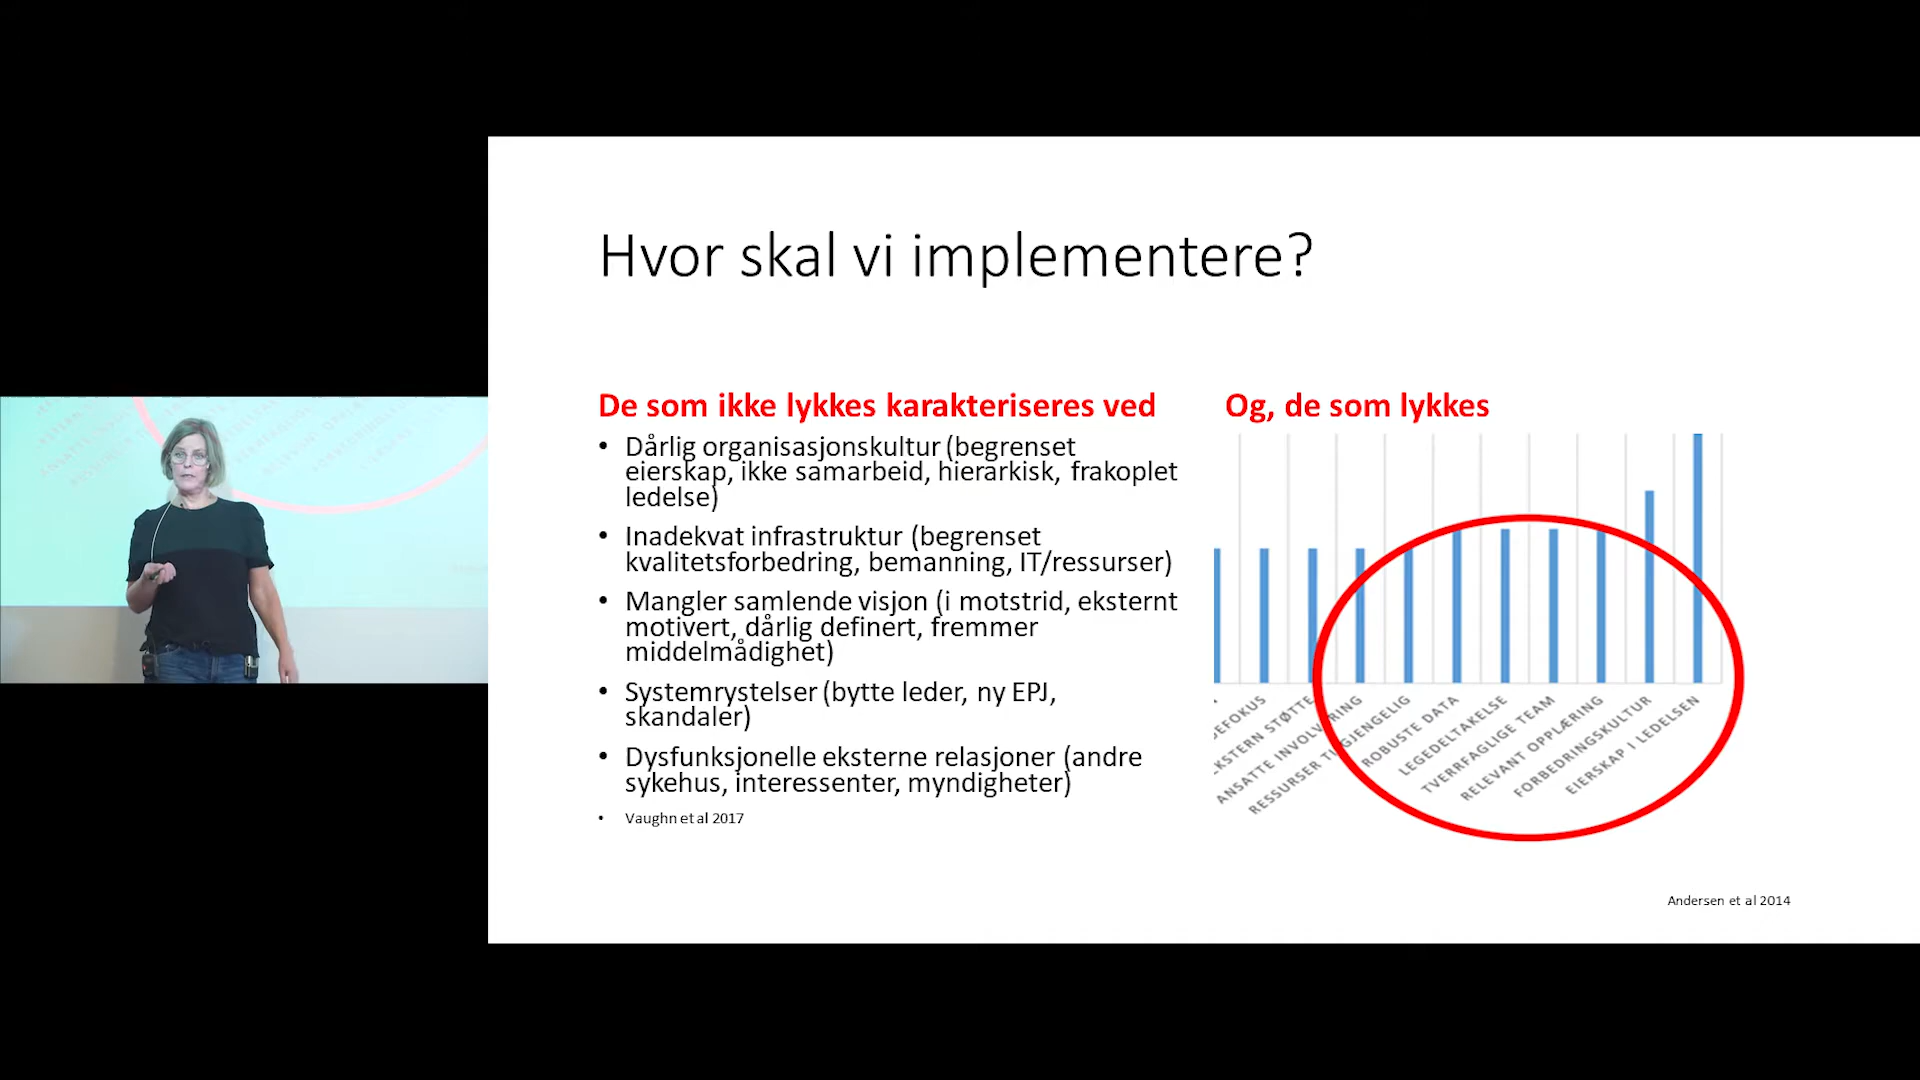 Hvor skal vi implementere?
De som ikke lykkes karakteriseres ved
• Dårlig organisasjonskultur (begrenset
eierskap, ikke samarbeid, hierarkisk, frakoplet
ledelse)
• Inadekvat infrastruktur (begrenset
kvalitetsforbedring, bemanning, IT/ressurser)
• Mangler samlende visjon (i motstrid, eksternt
motivert, dårlig definert, fremmer
middelmådighet)
• Systemrystelser (bytte leder, ny EPJ,
skandaler)
• Dysfunksjonelle eksterne relasjoner (andre
sykehus, interessenter, myndigheter)
• Vaughn et al 2017
Og, de som lykkes
STØTTE
ANSATTE
RESSURSER
ROBUSTE DATA
LEGEDELTAKELSE
TVERRFAGLIGE TEAM
RELEVANT OPPLÆRING
FORBEDRINGSKULTUR
EIERSKAP I LEDELSEN
Andersen et al 2014